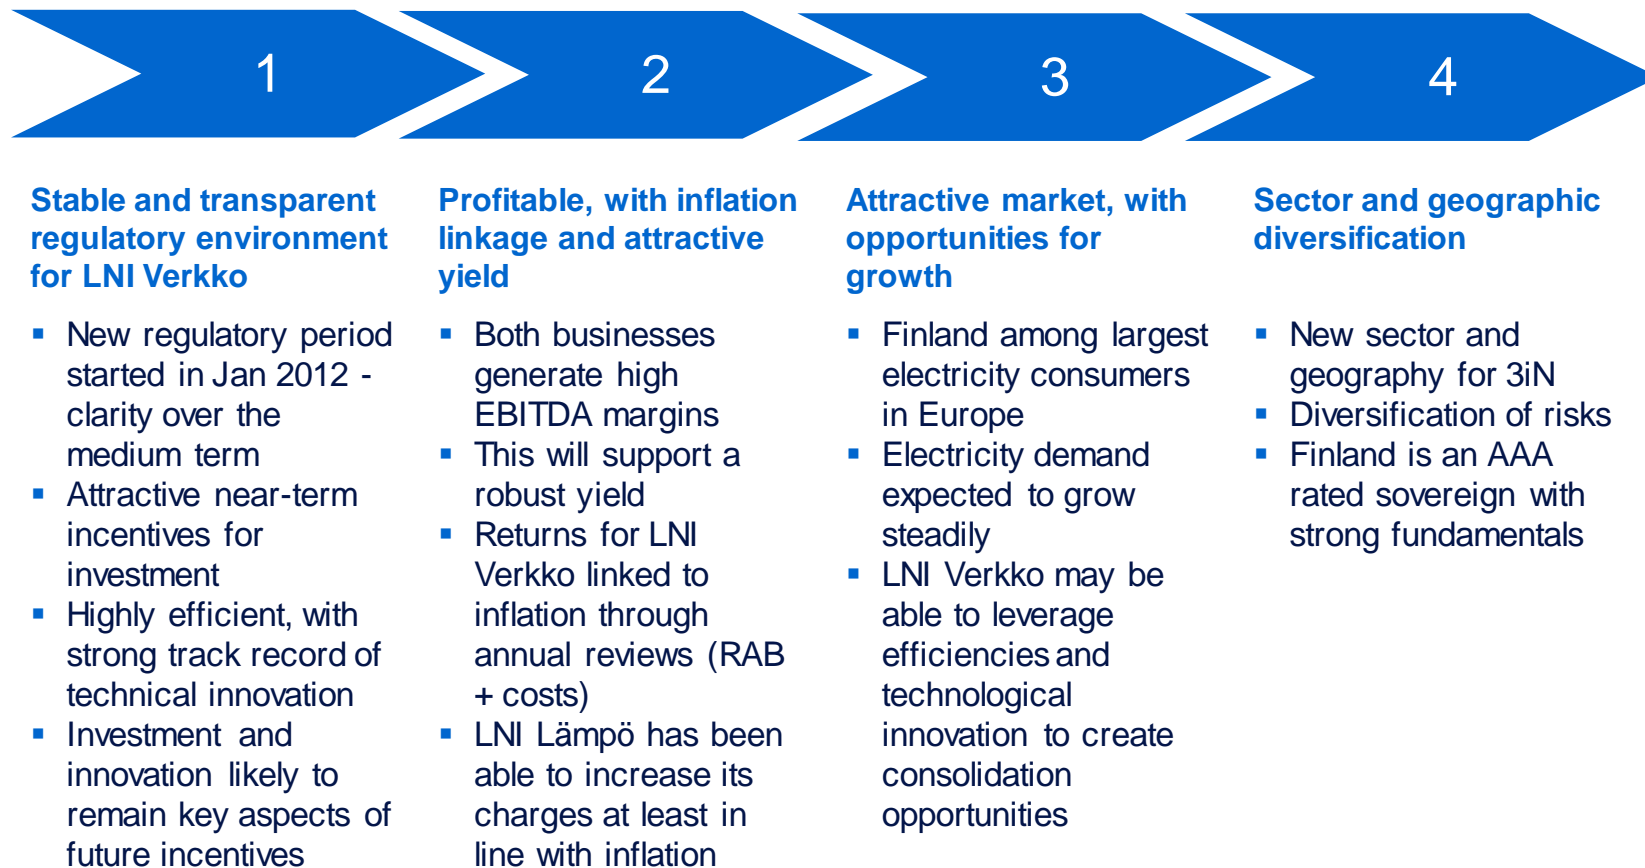 1
2
3
4
Stable and transparent
regulatory environment
for LNI Verkko
▪ New regulatory period
started in Jan 2012 -
clarity over the
medium term
▪ Attractive near-term
incentives for
investment
▪ Highly efficient, with
strong track record of
technical innovation
▪ Investment and
innovation likely to
remain key aspects of
future incentives
Profitable, with inflation
linkage and attractive
yield
▪ Both businesses
generate high
EBITDA margins
▪ This will support a
robust yield
▪ Returns for LNI
Verkko linked to
inflation through
annual reviews (RAB
+ costs)
▪ LNI Lämpö has been
able to increase its
charges at least in
line with inflation
Attractive market, with
opportunities for
growth
▪ Finland among largest
electricity consumers
in Europe
▪ Electricity demand
expected to grow
steadily
▪ LNI Verkko may be
able to leverage
efficiencies and
technological
innovation to create
consolidation
opportunities
Sector and geographic
diversification
▪ New sector and
geography for 3iN
▪ Diversification of risks
▪ Finland is an AAA
rated sovereign with
strong fundamentals